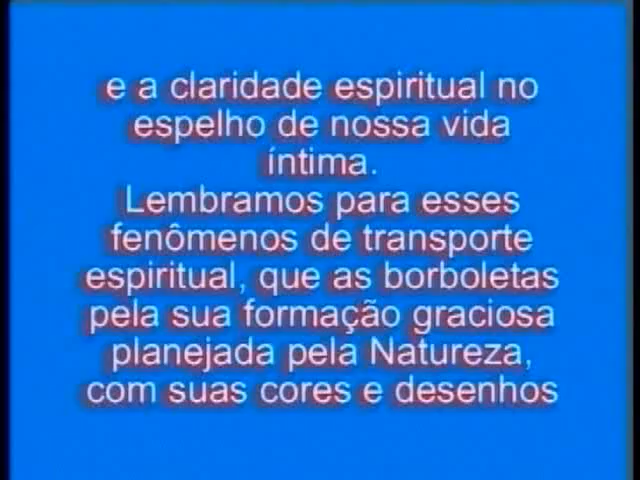 e a claridade espiritual no
espelho de nossa vida
íntima.
Lembramos para esses
fenômenos de transporte
espiritual, que as borboletas
pela sua formação graciosa
planejada pela Natureza,
com suas cores e desenhos